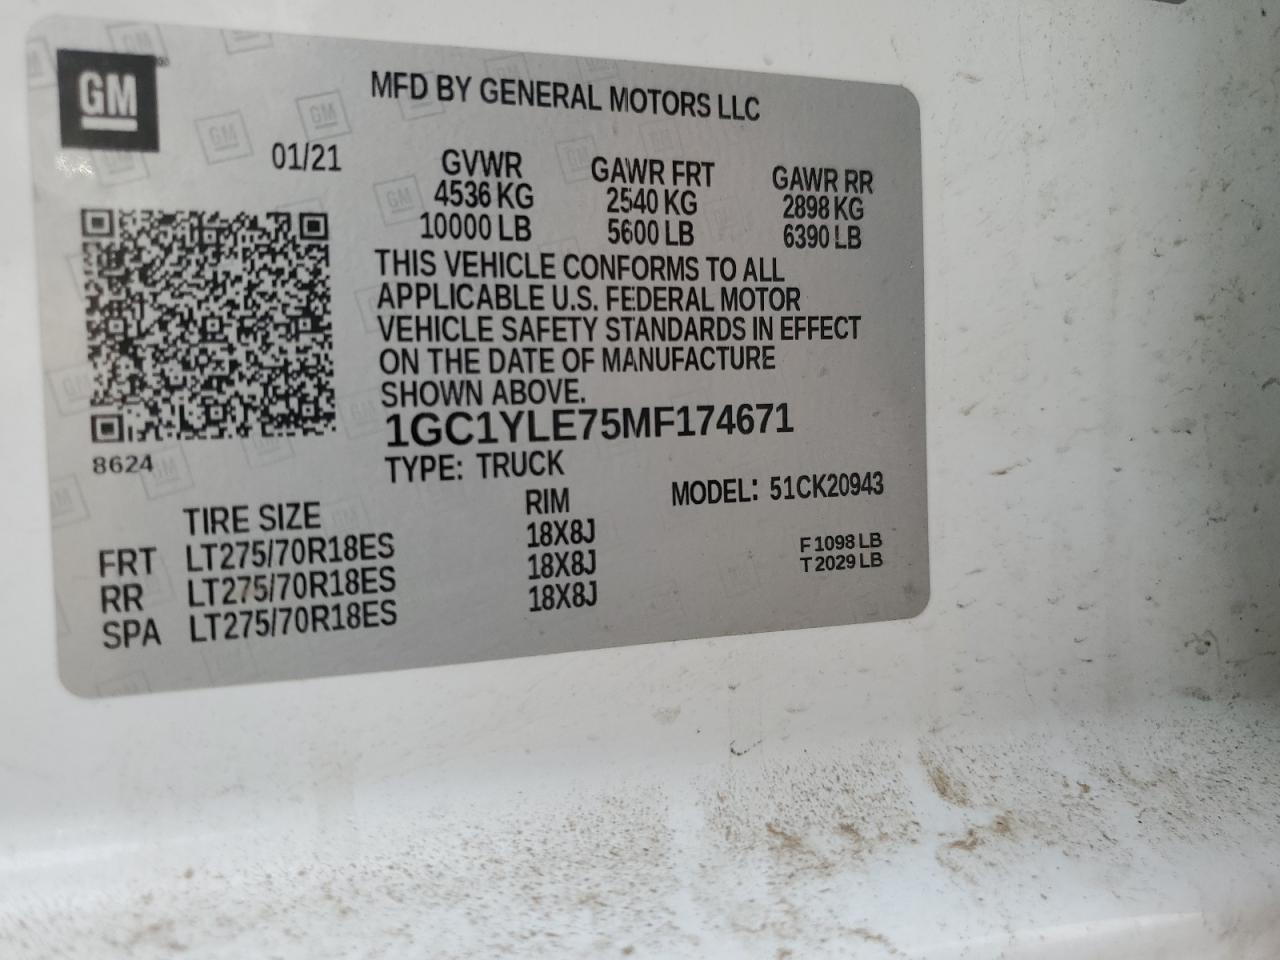 GM
MFD BY GENERAL MOTORS LLC
01/21
GVWR GAWR FRT GAWR RR
4536 KG 2540 KG 2898 KG
10000 LB 5600 LB 6390 LB
THIS VEHICLE CONFORMS TO ALL
APPLICABLE U.S. FEDERAL MOTOR
VEHICLE SAFETY STANDARDS IN EFFECT
ON THE DATE OF MANUFACTURE
SHOWN ABOVE.
1GC1YLE75MF174671
8624
TYPE: TRUCK
MODEL: 51CK20943
TIRE SIZE RIM
FRT LT275/70R18ES 18X8J
RR LT275/70R18ES 18X8J
SPA LT275/70R18ES 18X8J
F 1098 LB
T 2029 LB